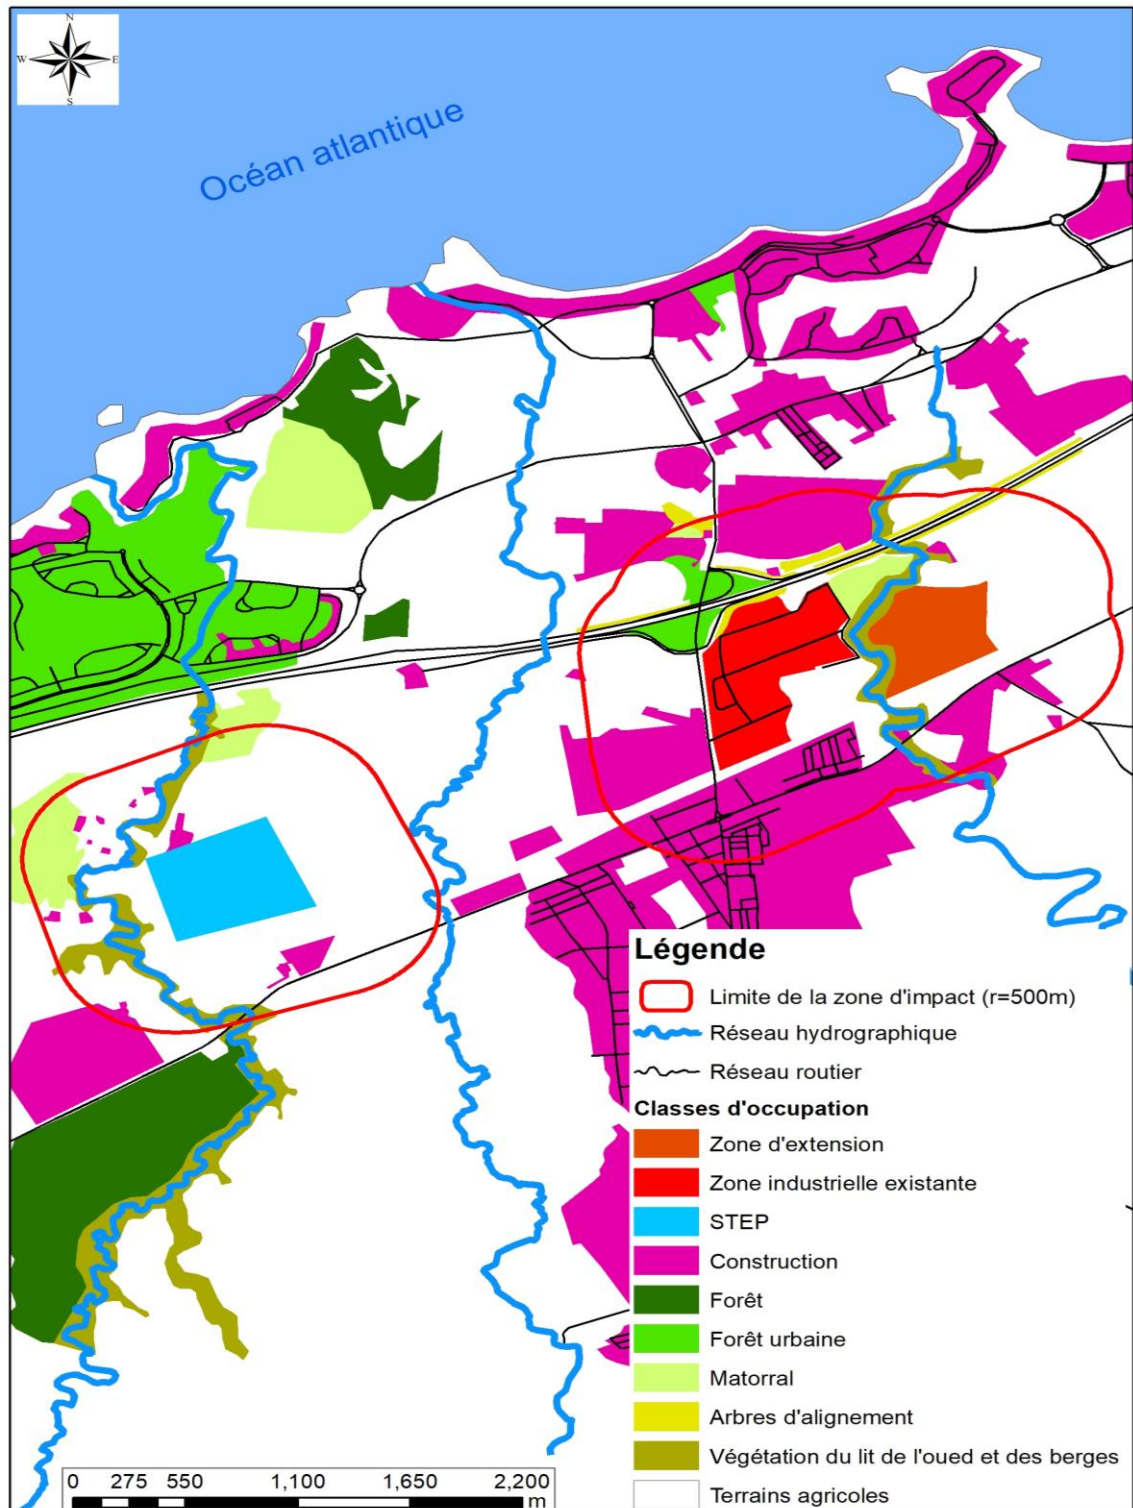 N
W E
S
Océan atlantique
Légende
Limite de la zone d'impact (r=500m)
Réseau hydrographique
Réseau routier
Classes d'occupation
Zone d'extension
Zone industrielle existante
STEP
Construction
Forêt
Forêt urbaine
Matorral
Arbres d'alignement
Végétation du lit de l'oued et des berges
Terrains agricoles
0 275 550 1,100 1,650 2,200
m